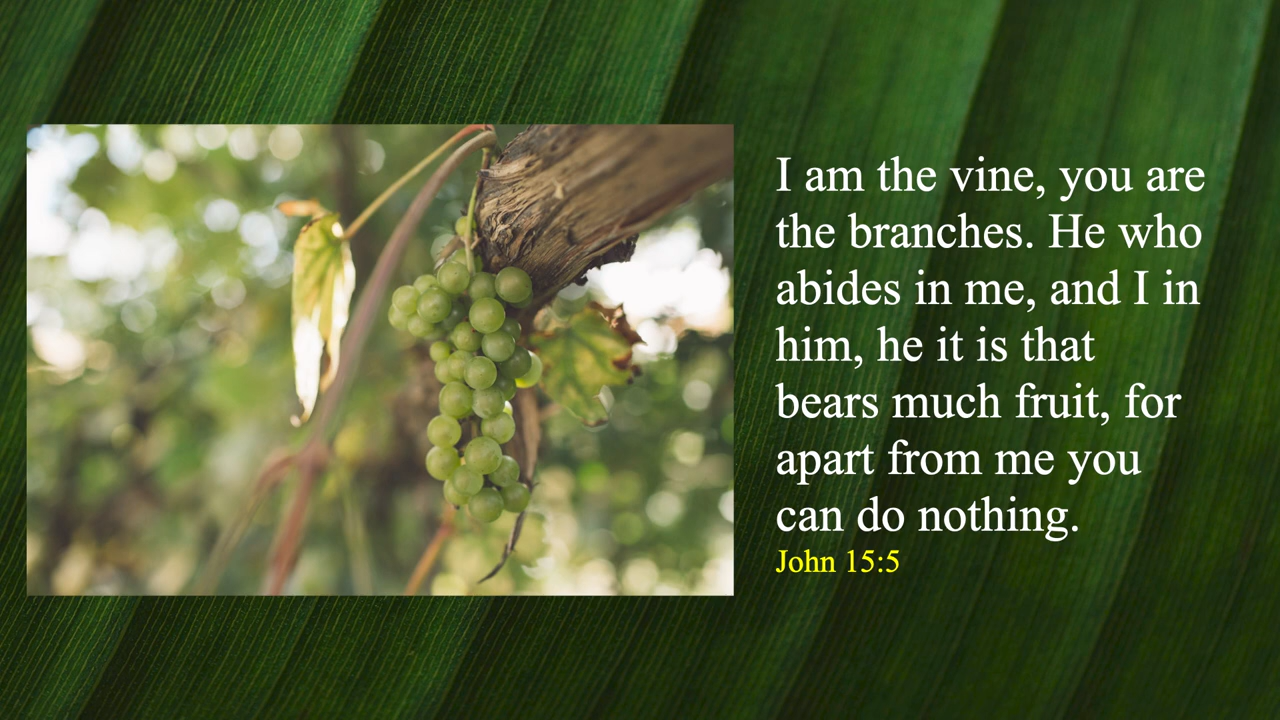 I am the vine, you are
the branches. He who
abides in me, and I in
him, he it is that
bears much fruit, for
apart from me you
can do nothing.
John 15:5